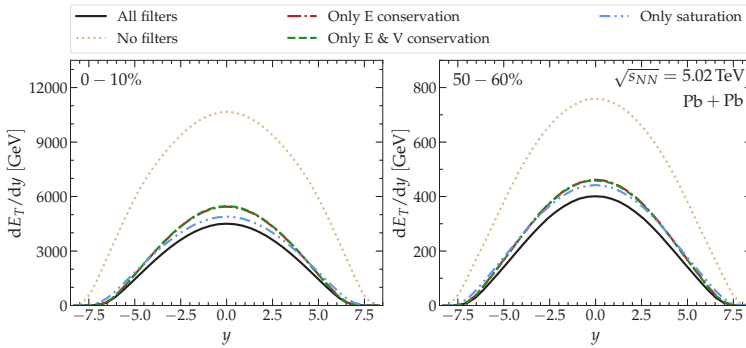 All filters
No filters
Only E conservation
Only E & V conservation
Only saturation
0 – 10%
dE_T/dy [GeV]
12000
9000
6000
3000
0
−7.5 −5.0 −2.5 0.0 2.5 5.0 7.5
y
50 – 60%
√s_NN = 5.02 TeV
Pb + Pb
dE_T/dy [GeV]
800
600
400
200
0
−7.5 −5.0 −2.5 0.0 2.5 5.0 7.5
y